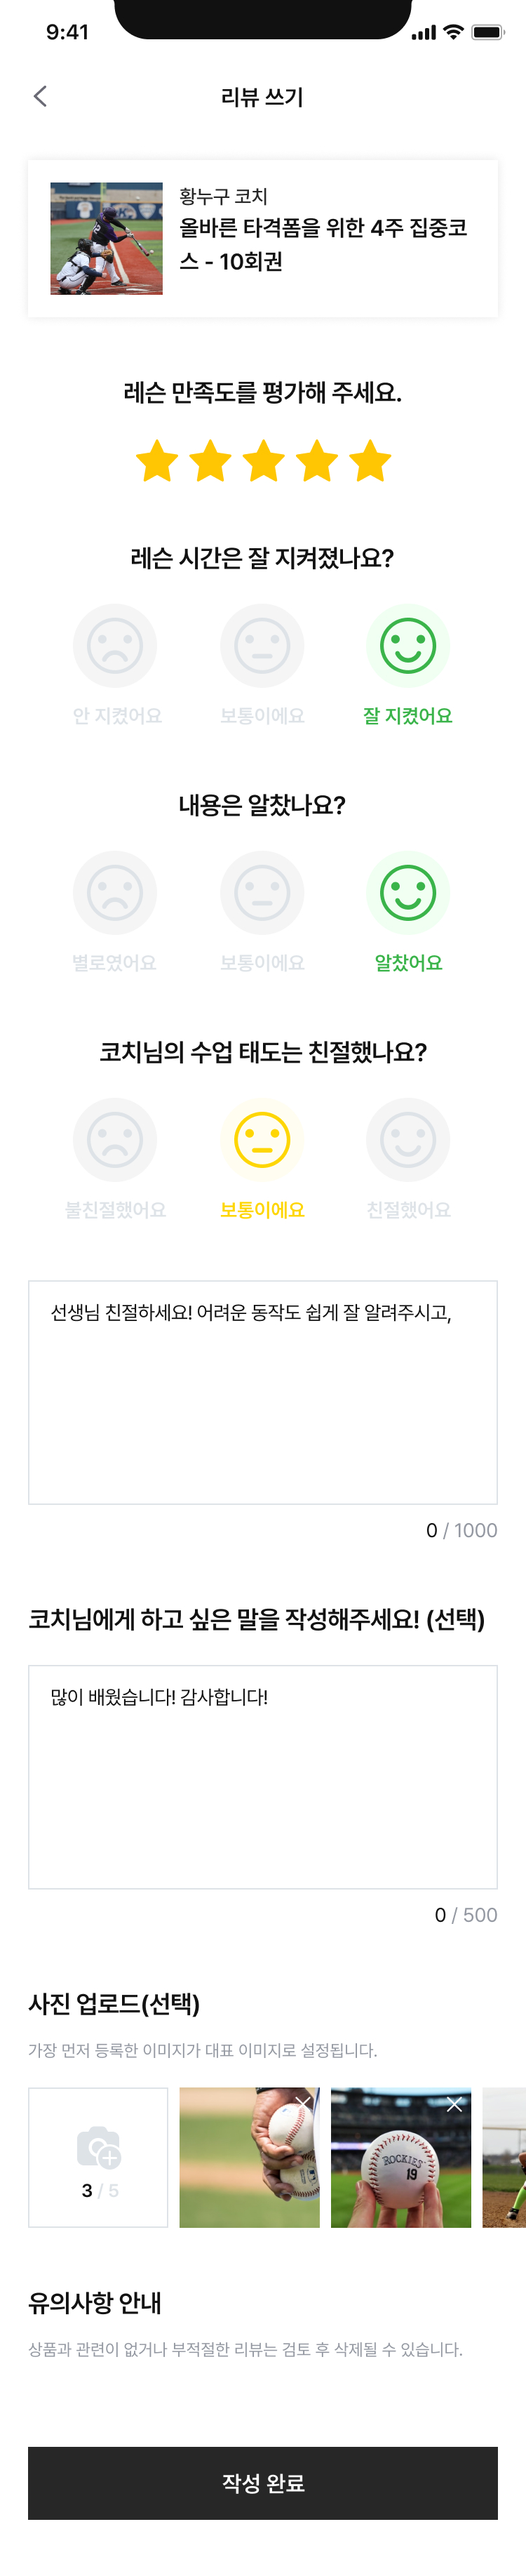 9:41
리뷰 쓰기
황누구 코치
올바른 타격폼을 위한 4주 집중코
스 - 10회권
레슨 만족도를 평가해 주세요.
레슨 시간은 잘 지켜졌나요?
안 지켰어요 보통이에요 잘 지켰어요
내용은 알찼나요?
별로였어요 보통이에요 알찼어요
코치님의 수업 태도는 친절했나요?
불친절했어요 보통이에요 친절했어요
선생님 친절하세요! 어려운 동작도 쉽게 잘 알려주시고,
0 / 1000
코치님에게 하고 싶은 말을 작성해주세요! (선택)
많이 배웠습니다! 감사합니다!
0 / 500
사진 업로드(선택)
가장 먼저 등록한 이미지가 대표 이미지로 설정됩니다.
ROCKIES
19
3 / 5
유의사항 안내
상품과 관련이 없거나 부적절한 리뷰는 검토 후 삭제될 수 있습니다.
작성 완료